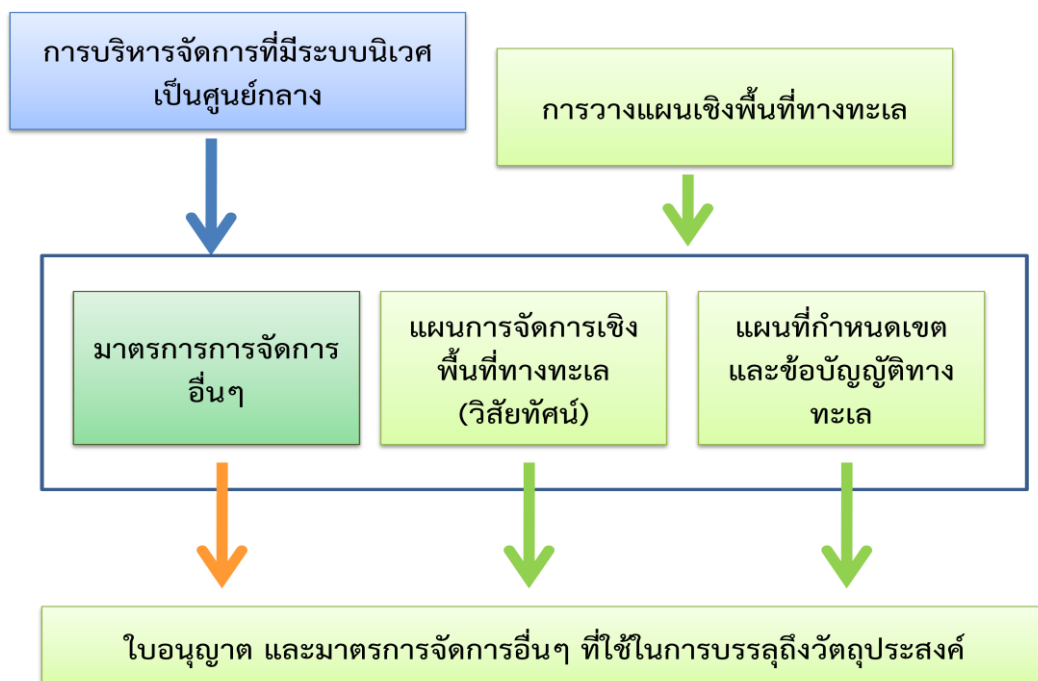 การบริหารจัดการที่มีระบบนิเวศ
เป็นศูนย์กลาง
การวางแผนเชิงพื้นที่ทางทะเล
มาตรการการจัดการ
อื่นๆ
แผนการจัดการเชิง
พื้นที่ทางทะเล
(วิสัยทัศน์)
แผนที่กำหนดเขต
และข้อบัญญัติทาง
ทะเล
ใบอนุญาต และมาตรการจัดการอื่นๆ ที่ใช้ในการบรรลุถึงวัตถุประสงค์